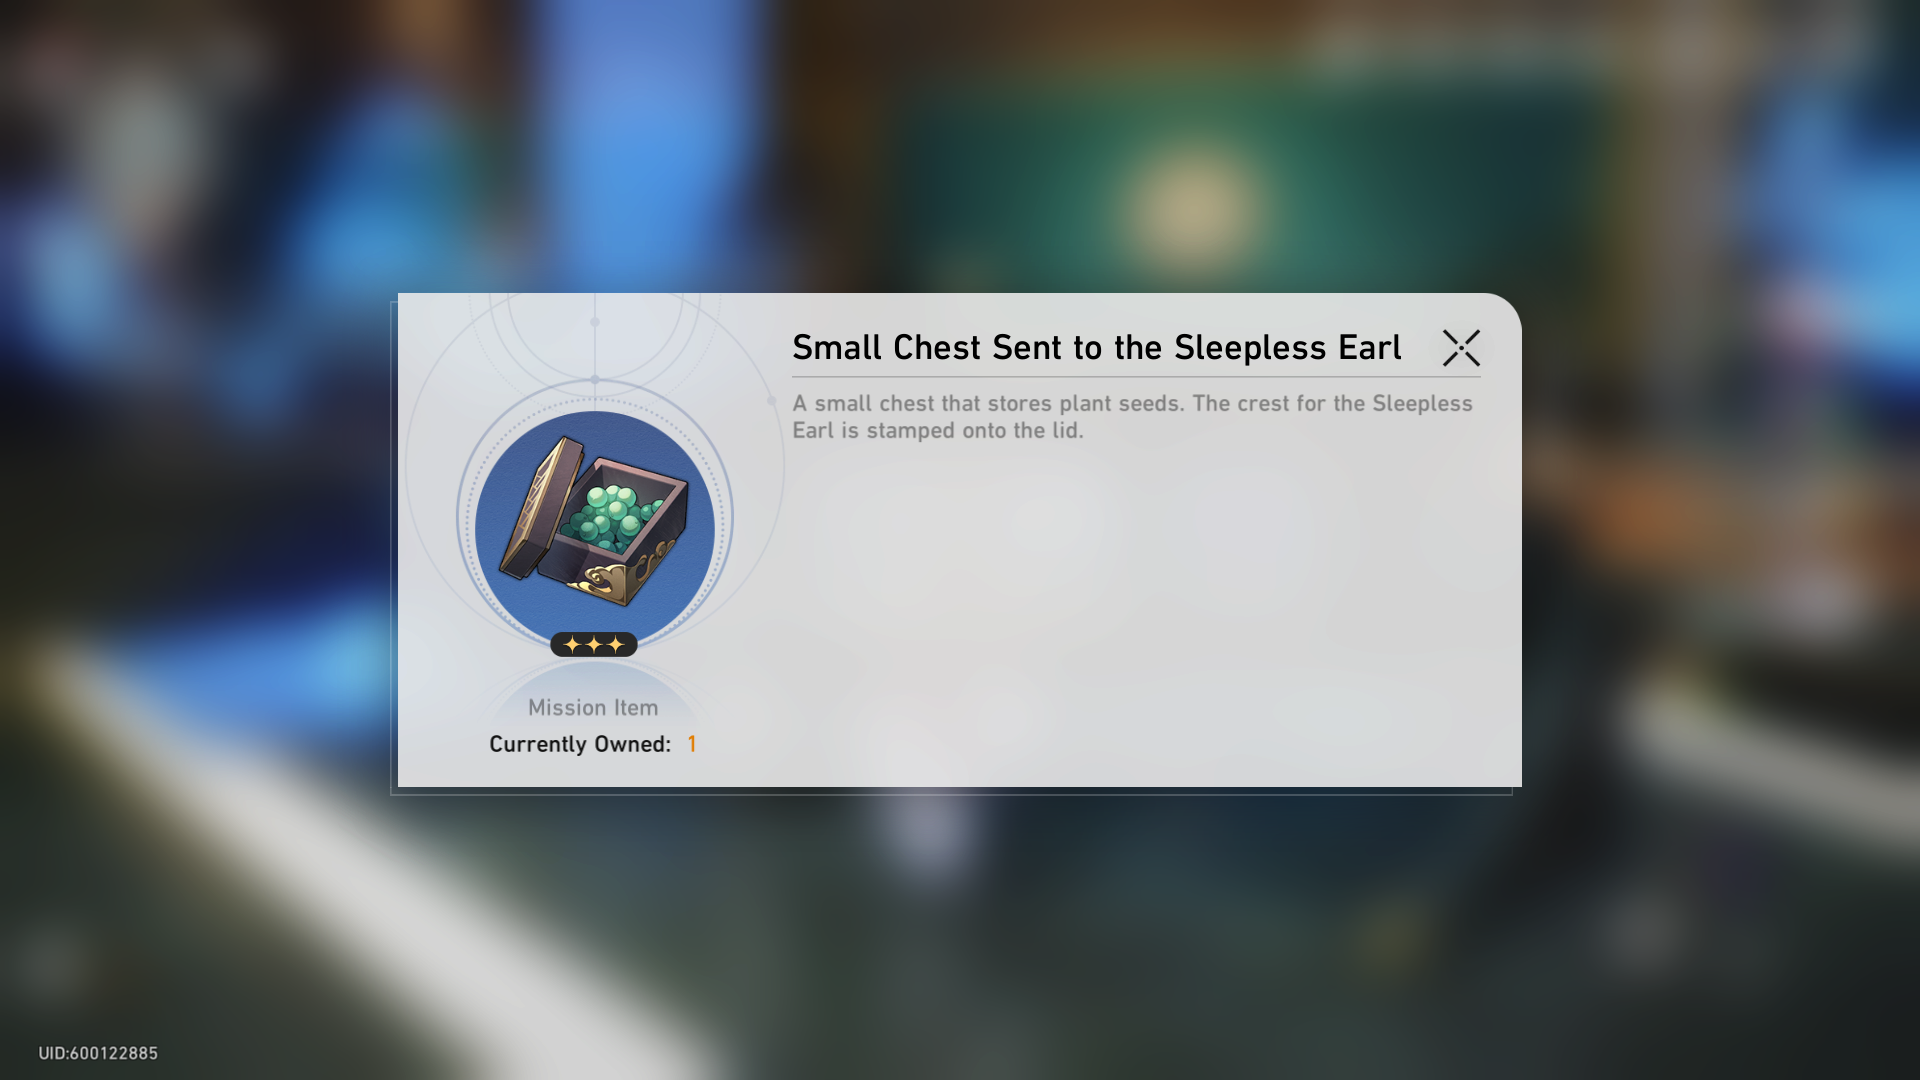 Small Chest Sent to the Sleepless Earl
A small chest that stores plant seeds. The crest for the Sleepless
Earl is stamped onto the lid.
Mission Item
Currently Owned: 1
UID:600122885